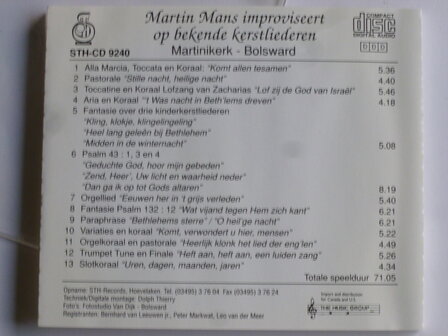 Martin Mans improviseert
op bekende kerstliederen
COMPACT
disc
DIGITAL AUDIO
DDD
STH-CD 9240
Martinikerk - Bolsward
1 Alla Marcia, Toccata en Koraal: "Komt allen tesamen" 5.36
2 Pastorale "Stille nacht, heilige nacht" 4.40
3 Toccatine en Koraal Lofzang van Zacharias "Lof zij de God van Israël" 5.46
4 Aria en Koraal "'t Was nacht in Beth'lems dreven" 4.18
5 Fantasie over drie kinderkerstliederen
"Kling, klokje, klingelingeling"
"Heel lang geleên bij Bethlehem"
"Midden in de winternacht" 5.08
6 Psalm 43 : 1, 3 en 4
"Geduchte God, hoor mijn gebeden"
"Zend, Heer', Uw licht en waarheid neder"
"Dan ga ik op tot Gods altaren" 8.19
7 Orgellied "Eeuwen her in 't grijs verleden" 5.40
8 Fantasie Psalm 132 : 12 "Wat vijand tegen Hem zich kant" 6.21
9 Paraphrase "Bethlehems sterne" / "O heil'ge nacht" 6.21
10 Variaties en koraal "Komt, verwondert u hier, mensen" 5.22
11 Orgelkoraal en pastorale "Heerlijk klonk het lied der eng'len" 4.49
12 Trumpet Tune en Finale "Heft aan, heft aan, een luiden zang" 5.26
13 Slotkoraal "Uren, dagen, maanden, jaren" 4.34
Totale speelduur 71.05
Opname: STH-Records, Hoevelaken. Tel. (03495) 3 76 04 Fax (03495) 3 76 24
Techniek/Digitale montage: Dolph Thierry
Foto's: Fotostudio Van Dijk - Bolsward
Registranten: Bernhard van Leeuwen jr., Peter Markwat, Leo van der Meer
THE MUSIC GROUP
Import and distribution
for Canada and U.S.